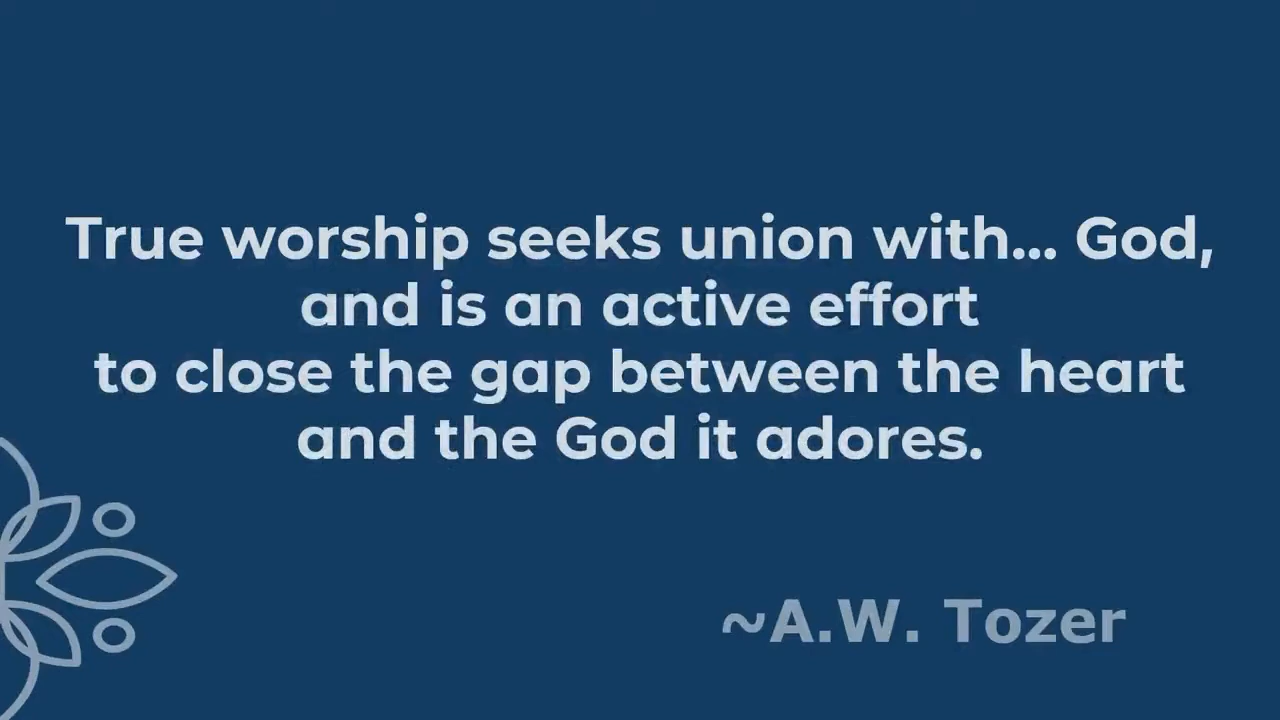 True worship seeks union with... God,
and is an active effort
to close the gap between the heart
and the God it adores.
~A.W. Tozer